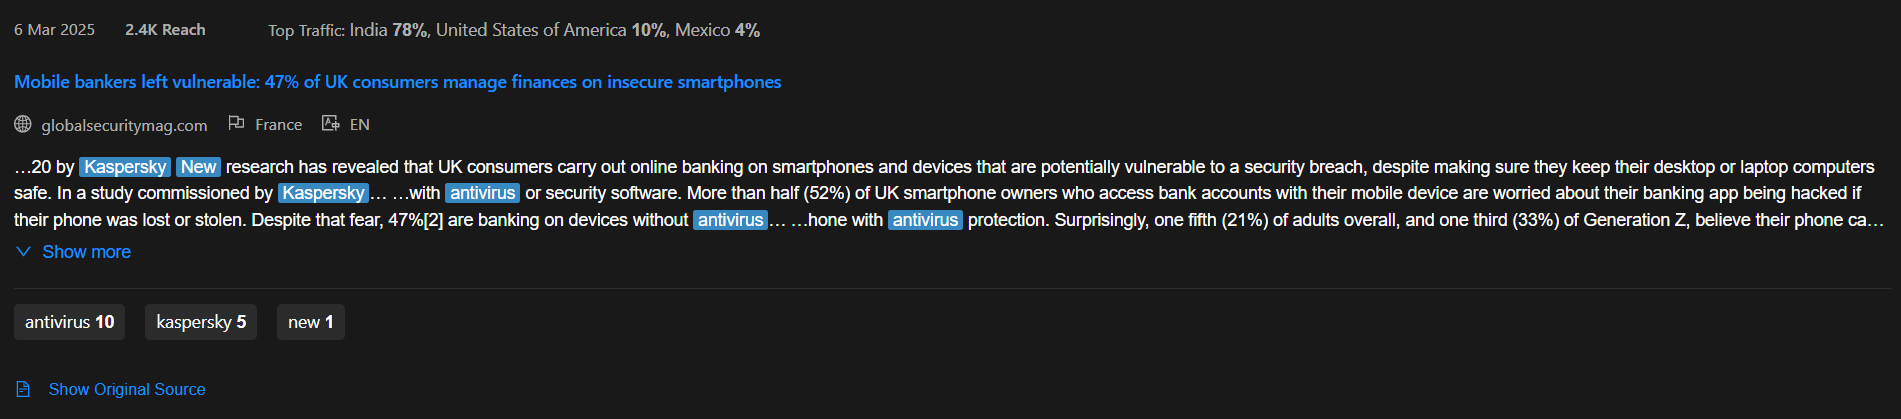 6 Mar 2025 2.4K Reach Top Traffic: India 78%, United States of America 10%, Mexico 4%
Mobile bankers left vulnerable: 47% of UK consumers manage finances on insecure smartphones
globalsecuritymag.com France EN
…20 by Kaspersky New research has revealed that UK consumers carry out online banking on smartphones and devices that are potentially vulnerable to a security breach, despite making sure they keep their desktop or laptop computers
safe. In a study commissioned by Kaspersky… …with antivirus or security software. More than half (52%) of UK smartphone owners who access bank accounts with their mobile device are worried about their banking app being hacked if
their phone was lost or stolen. Despite that fear, 47%[2] are banking on devices without antivirus… …hone with antivirus protection. Surprisingly, one fifth (21%) of adults overall, and one third (33%) of Generation Z, believe their phone ca…
Show more
antivirus 10 kaspersky 5 new 1
Show Original Source